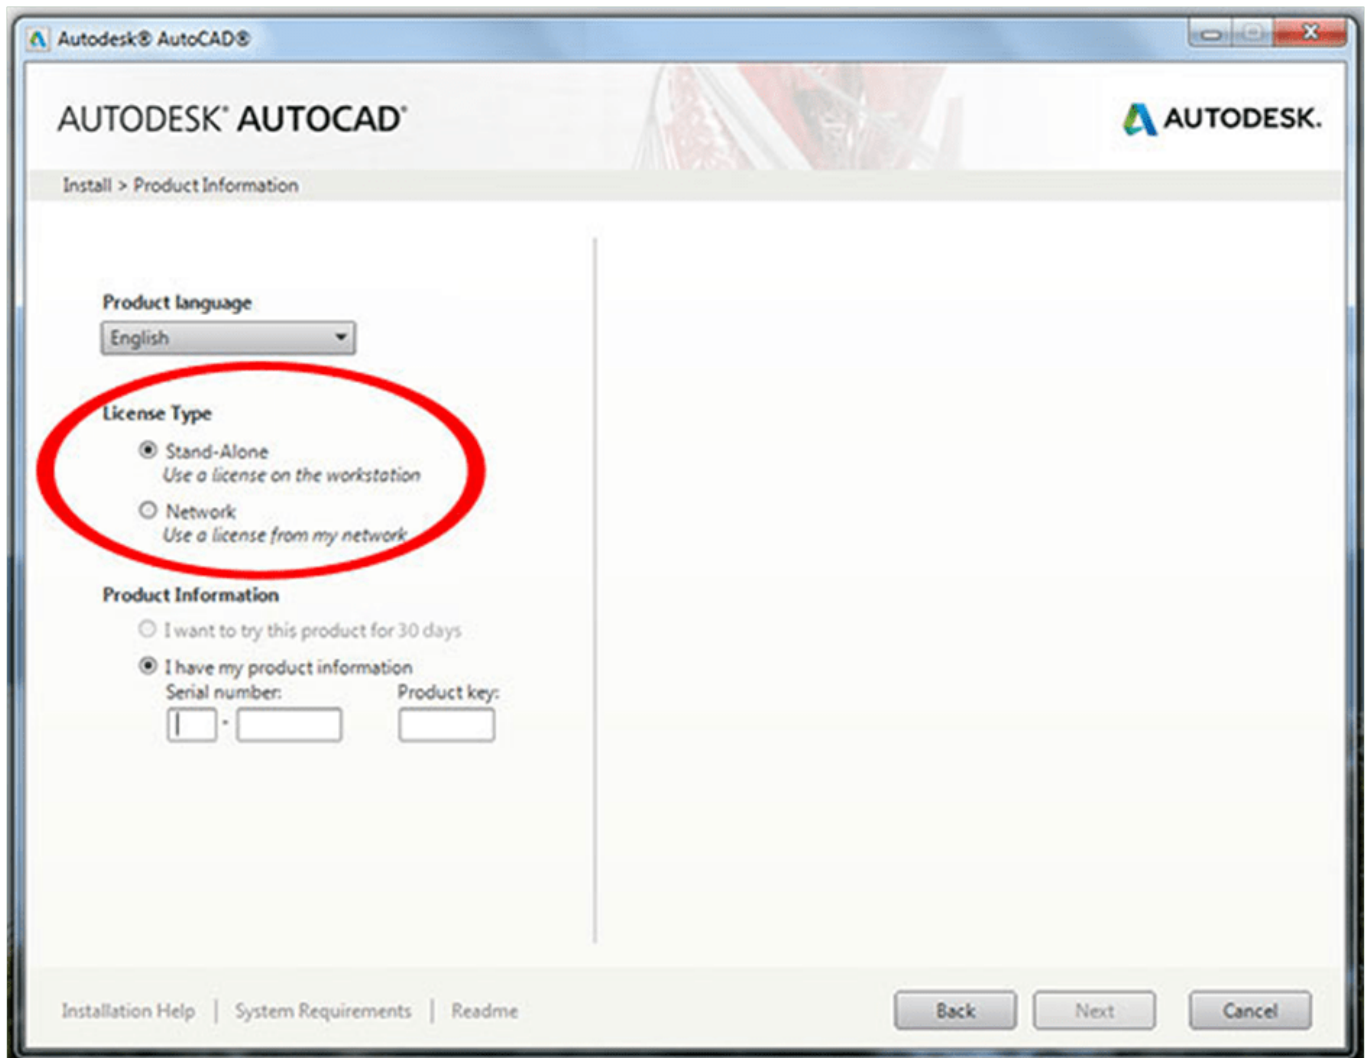 Autodesk® AutoCAD®
AUTODESK® AUTOCAD®
AUTODESK.
Install > Product Information
Product language
English
License Type
Stand-Alone
Use a license on the workstation
Network
Use a license from my network
Product Information
I want to try this product for 30 days
I have my product information
Serial number: Product key:
-
Installation Help | System Requirements | Readme
Back Next Cancel